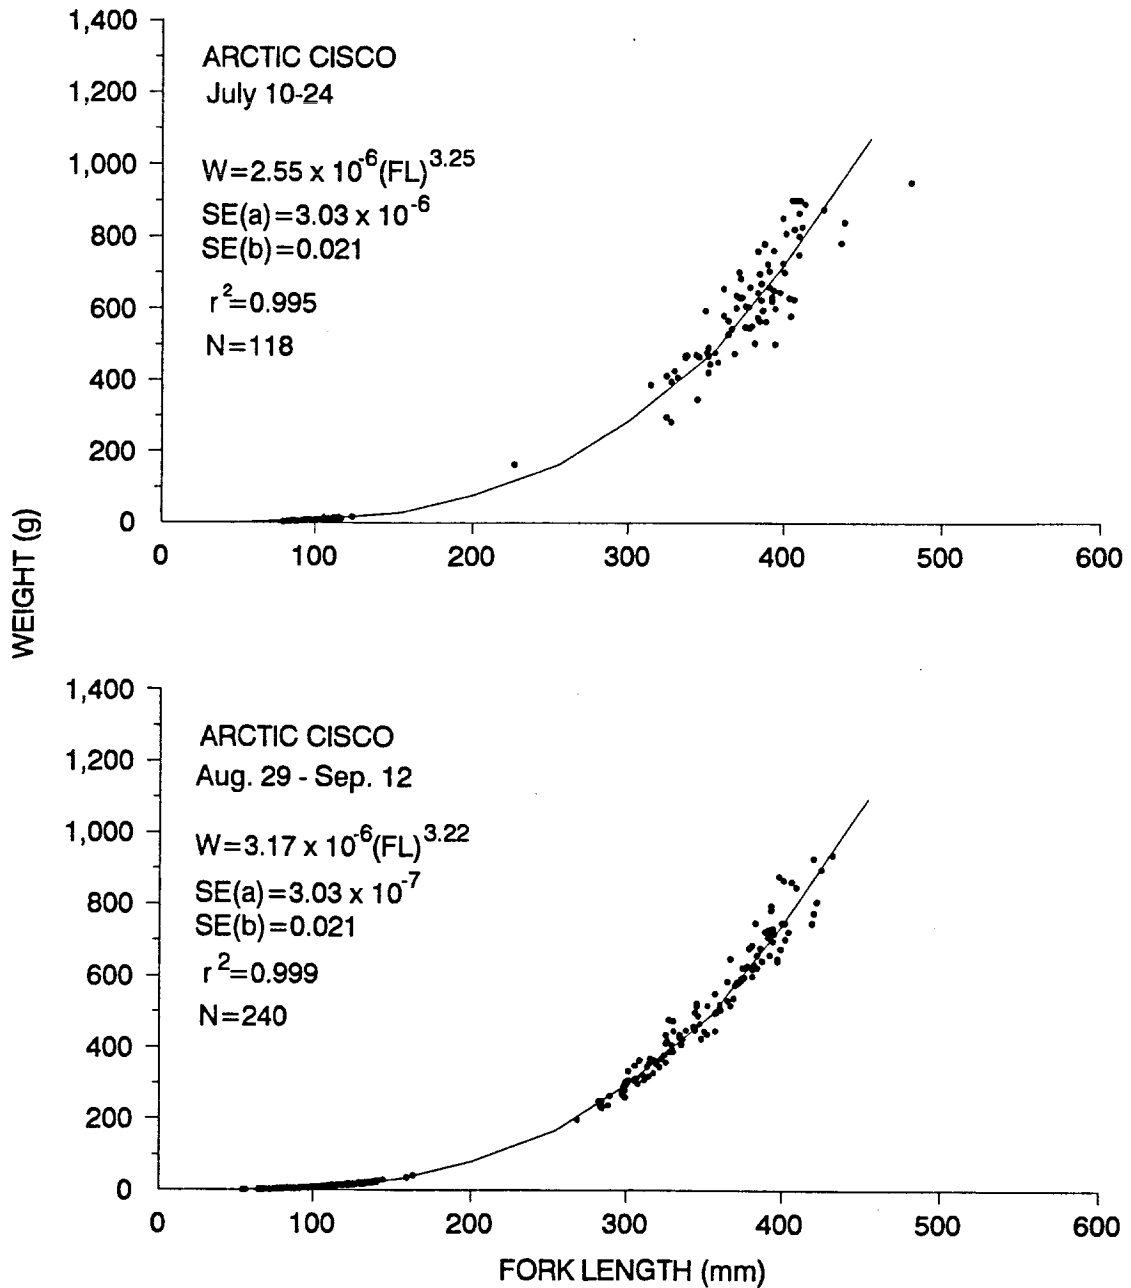 1,400
1,200
1,000
800
600
400
200
0
ARCTIC CISCO
July 10-24
W=2.55 x 10^-6(FL)^3.25
SE(a)=3.03 x 10^-6
SE(b)=0.021
r^2=0.995
N=118
0 100 200 300 400 500 600
WEIGHT (g)
1,400
1,200
1,000
800
600
400
200
0
ARCTIC CISCO
Aug. 29 - Sep. 12
W=3.17 x 10^-6(FL)^3.22
SE(a)=3.03 x 10^-7
SE(b)=0.021
r^2=0.999
N=240
0 100 200 300 400 500 600
FORK LENGTH (mm)